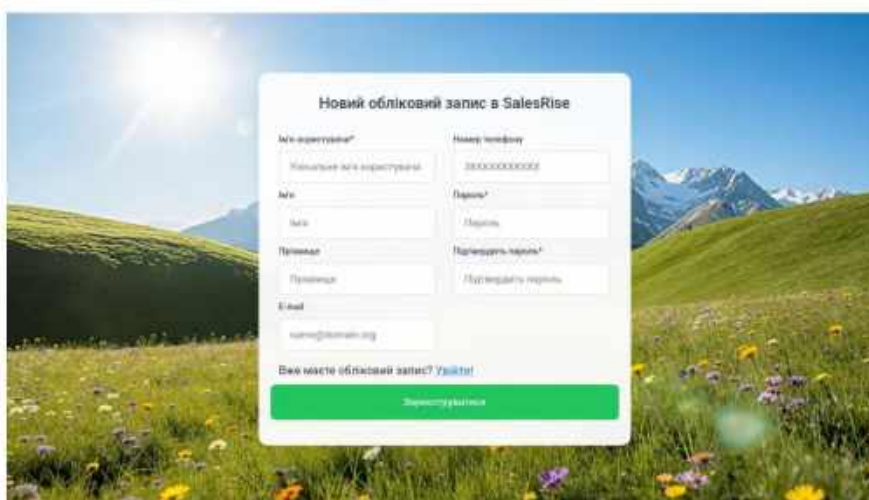 Новий обліковий запис в SalesRise
Ім'я користувача*
Номер телефону
Унікальне ім'я користувача
380XXXXXXXXX
Ім'я
Пароль*
Ім'я
Пароль
Прізвище
Підтвердіть пароль*
Прізвище
Підтвердіть пароль
E-mail
name@domain.org
Вже маєте обліковий запис? Увійти!
Зареєструватися